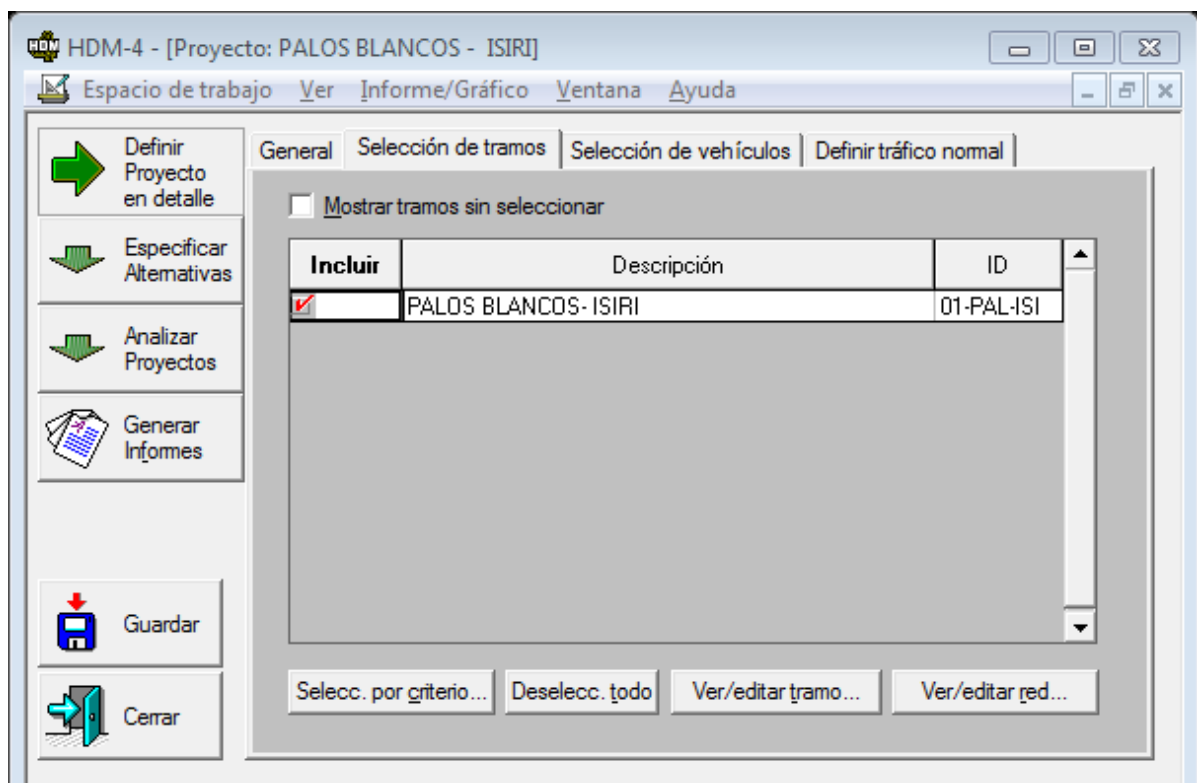 HDM-4 - [Proyecto: PALOS BLANCOS - ISIRI]
Espacio de trabajo Ver Informe/Gráfico Ventana Ayuda
Definir
Proyecto
en detalle
Especificar
Alternativas
Analizar
Proyectos
Generar
Informes
Guardar
Cerrar
General Selección de tramos Selección de vehículos Definir tráfico normal
Mostrar tramos sin seleccionar
Incluir Descripción ID
PALOS BLANCOS- ISIRI 01-PAL-ISI
Selecc. por criterio... Deselecc. todo Ver/editar tramo... Ver/editar red...